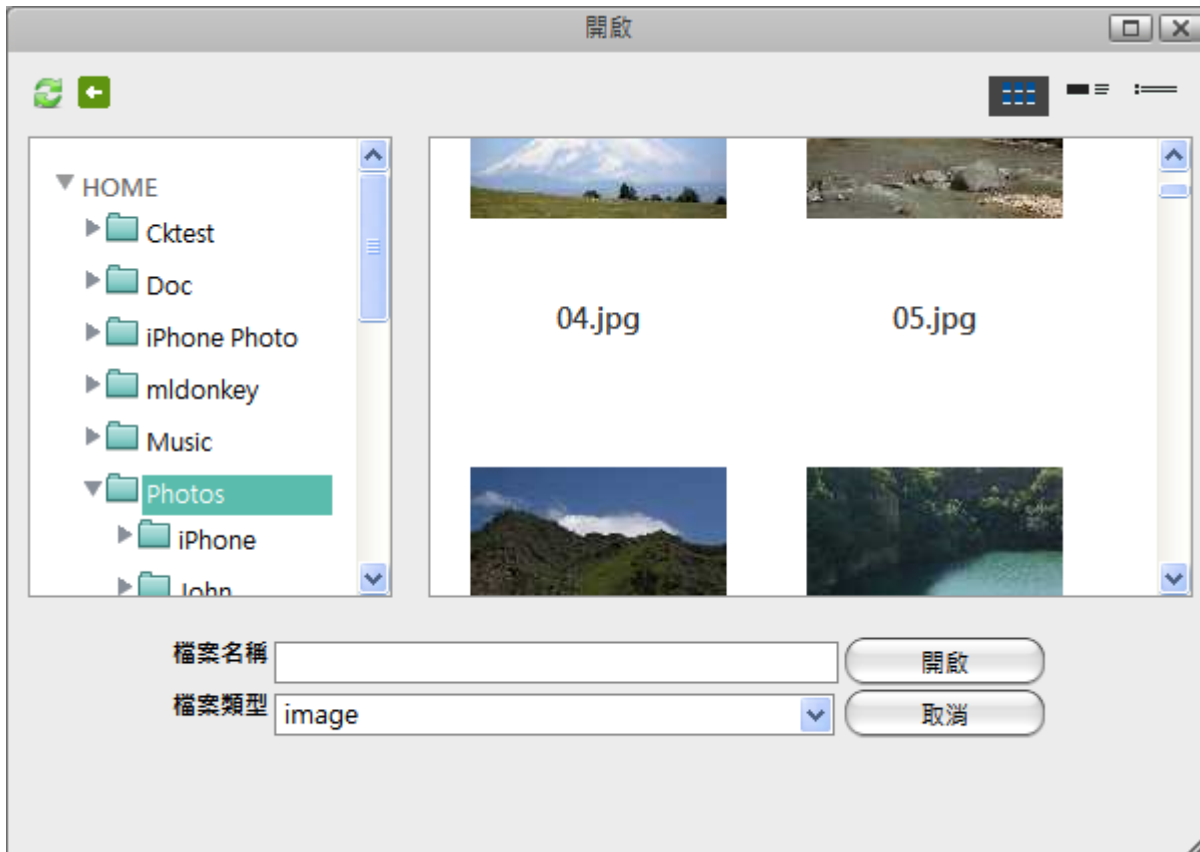 開啟
HOME
Cktest
Doc
iPhone Photo
mldonkey
Music
Photos
iPhone
John
04.jpg
05.jpg
檔案名稱
開啟
檔案類型
image
取消